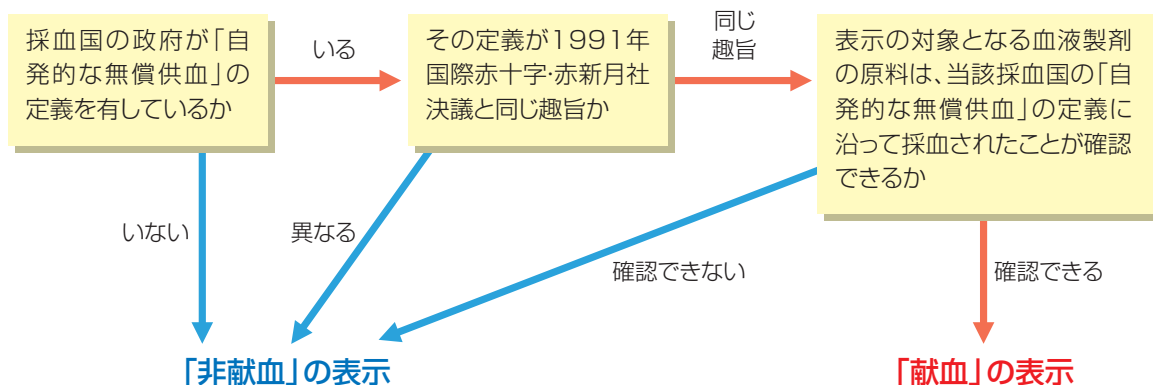 採血国の政府が「自
発的な無償供血」の
定義を有しているか
いる
その定義が1991年
国際赤十字・赤新月社
決議と同じ趣旨か
同じ
趣旨
表示の対象となる血液製剤
の原料は、当該採血国の「自
発的な無償供血」の定義に
沿って採血されたことが確認
できるか
いない
異なる
確認できない
確認できる
「非献血」の表示
「献血」の表示